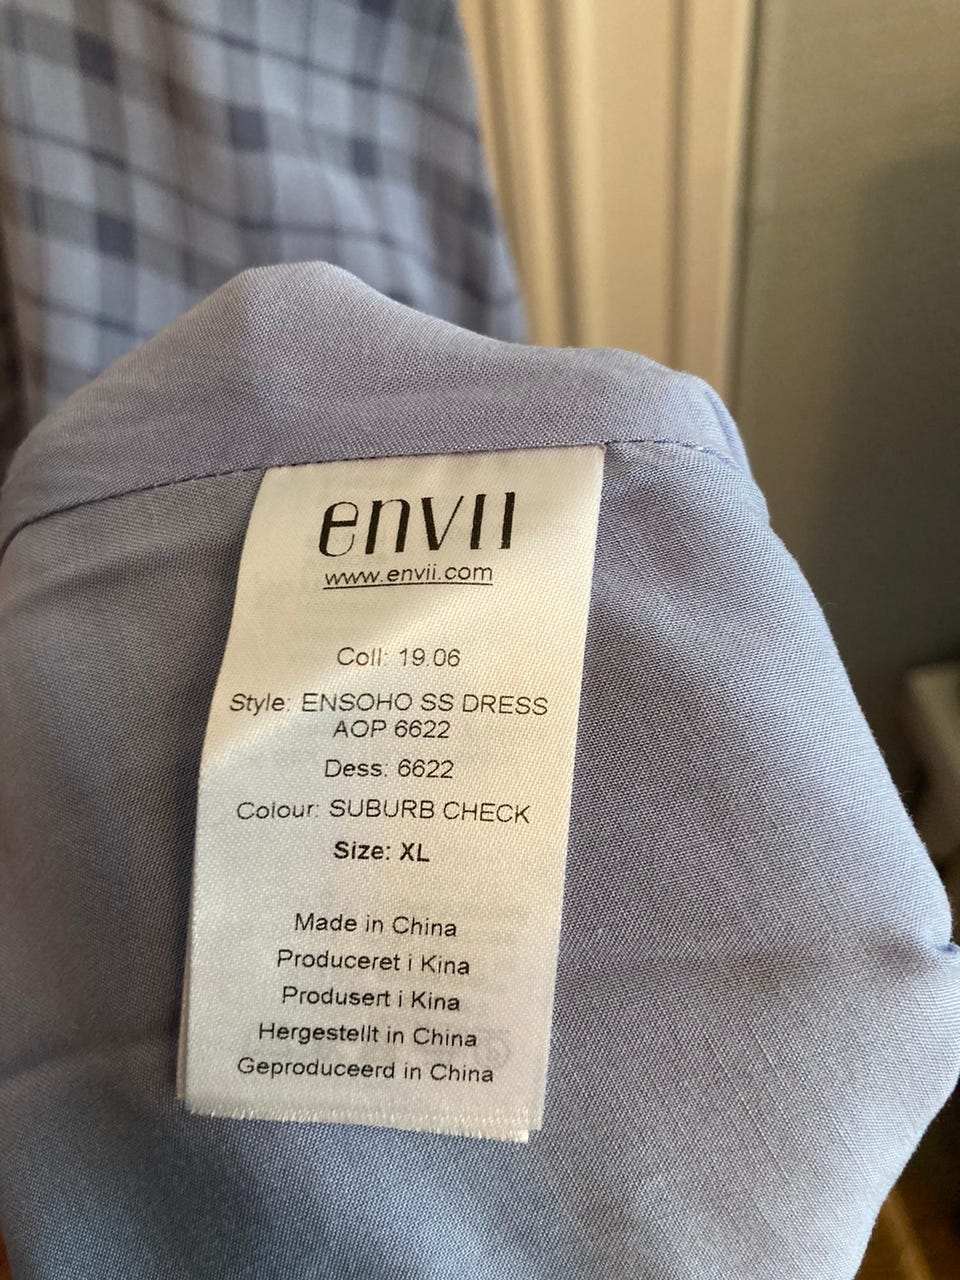 envii
www.envii.com
Coll: 19.06
Style: ENSOHO SS DRESS
AOP 6622
Dess: 6622
Colour: SUBURB CHECK
Size: XL
Made in China
Produceret i Kina
Produsert i Kina
Hergestellt in China
Geproduceerd in China